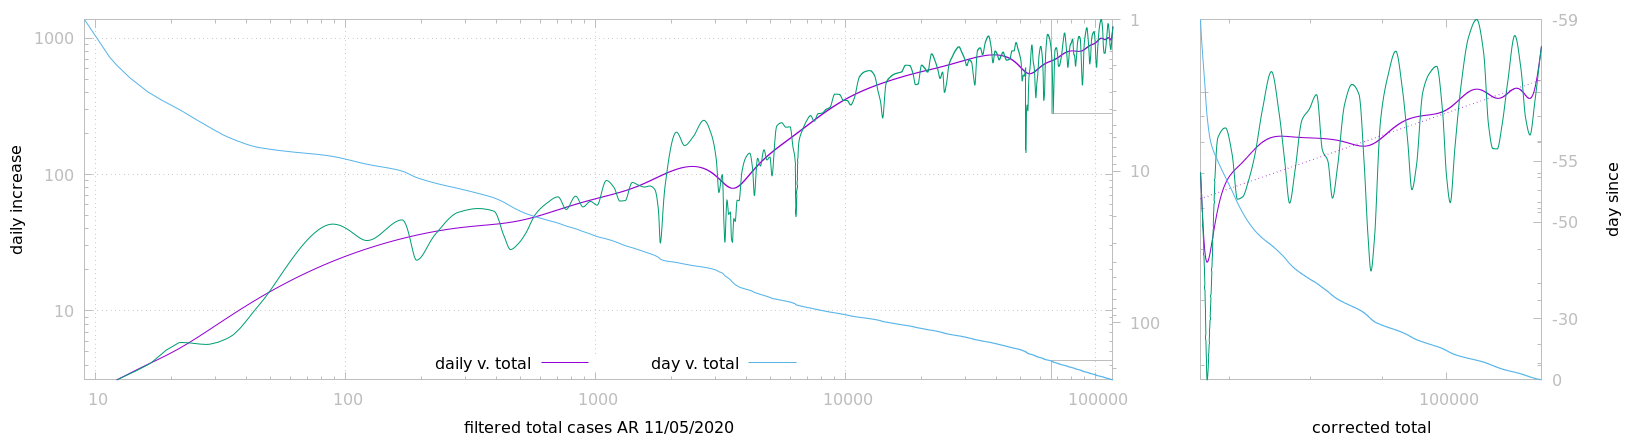 1000
100
10
daily increase
daily v. total
day v. total
10
100
1000
10000
100000
filtered total cases AR 11/05/2020
1
10
100
-59
-55
-50
-30
0
day since
100000
corrected total